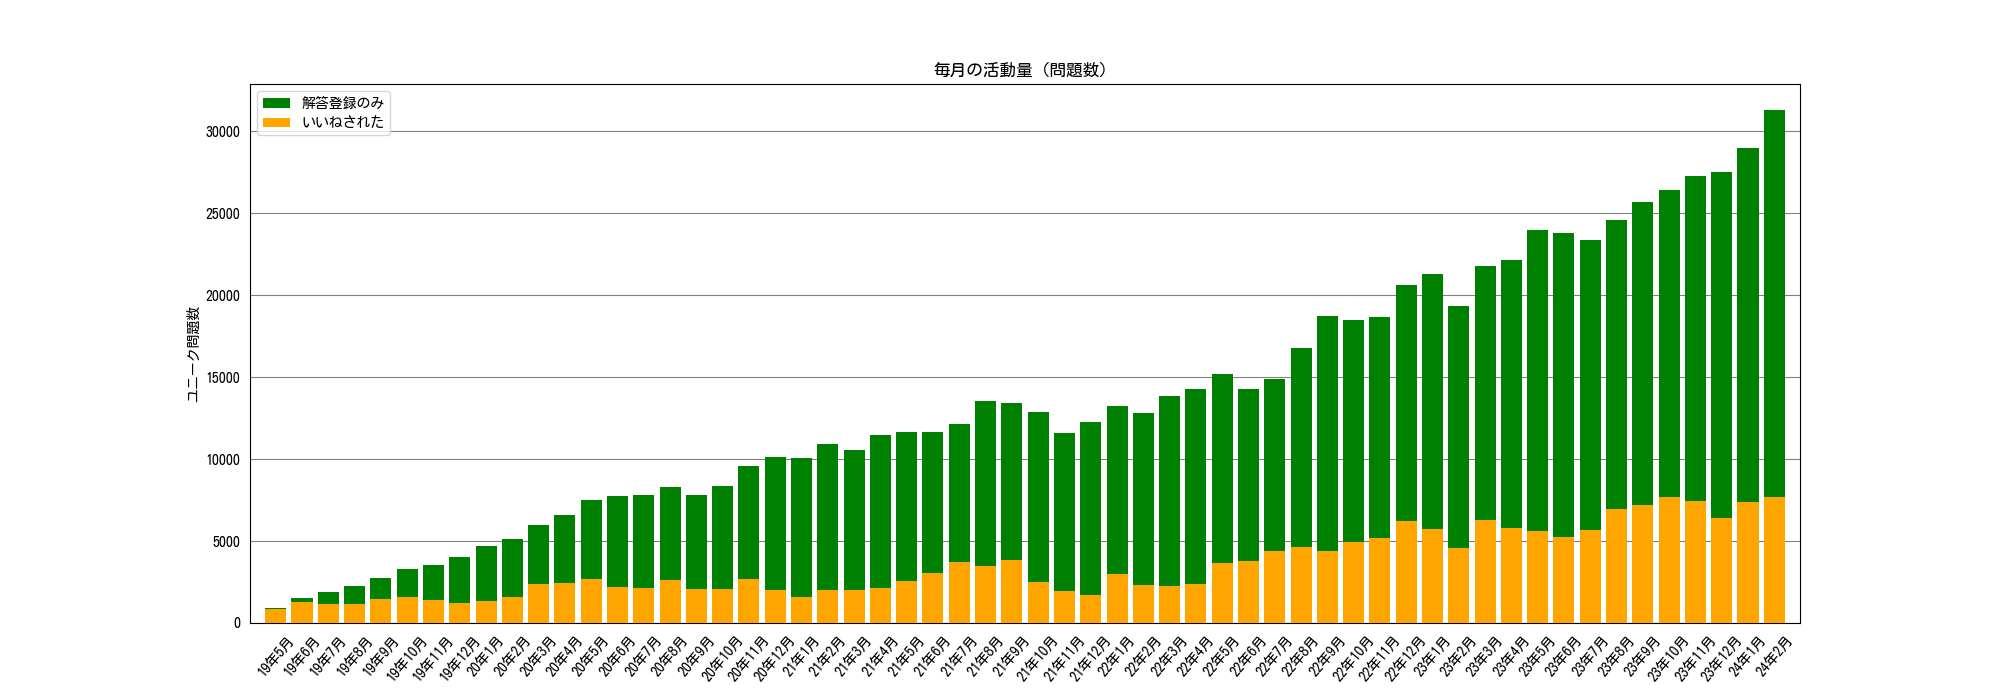 毎月の活動量（問題数）
解答登録のみ
いいねされた
ユニーク問題数
30000
25000
20000
15000
10000
5000
0
19年5月
19年6月
19年7月
19年8月
19年9月
19年10月
19年11月
19年12月
20年1月
20年2月
20年3月
20年4月
20年5月
20年6月
20年7月
20年8月
20年9月
20年10月
20年11月
20年12月
21年1月
21年2月
21年3月
21年4月
21年5月
21年6月
21年7月
21年8月
21年9月
21年10月
21年11月
21年12月
22年1月
22年2月
22年3月
22年4月
22年5月
22年6月
22年7月
22年8月
22年9月
22年10月
22年11月
22年12月
23年1月
23年2月
23年3月
23年4月
23年5月
23年6月
23年7月
23年8月
23年9月
23年10月
23年11月
23年12月
24年1月
24年2月